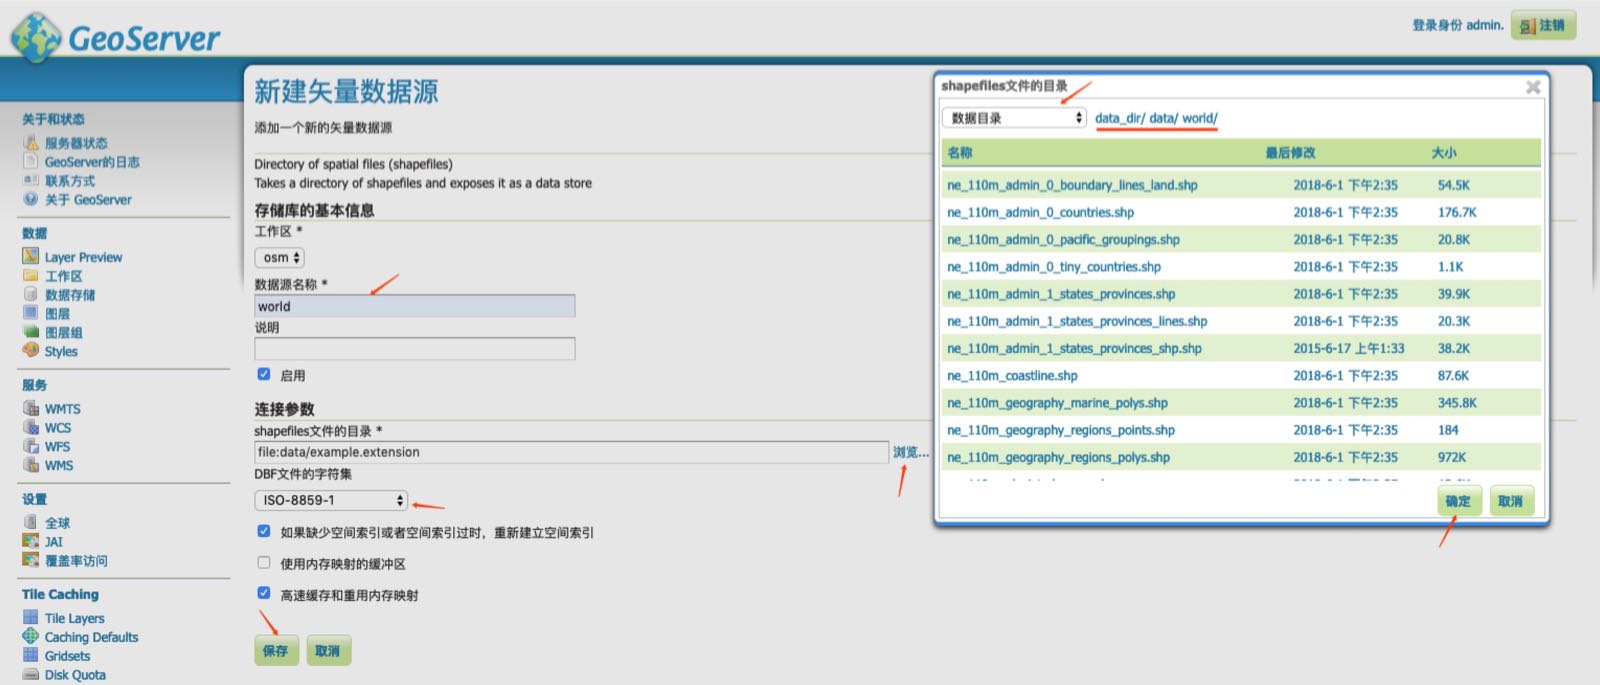 GeoServer
登录身份 admin.
注销
关于和状态
服务器状态
GeoServer的日志
联系方式
关于 GeoServer
数据
Layer Preview
工作区
数据存储
图层
图层组
Styles
服务
WMTS
WCS
WFS
WMS
设置
全球
JAI
覆盖率访问
Tile Caching
Tile Layers
Caching Defaults
Gridsets
Disk Quota
新建矢量数据源
添加一个新的矢量数据源
Directory of spatial files (shapefiles)
Takes a directory of shapefiles and exposes it as a data store
存储库的基本信息
工作区 *
osm
数据源名称 *
world
说明
启用
连接参数
shapefiles文件的目录 *
file:data/example.extension
浏览...
DBF文件的字符集
ISO-8859-1
如果缺少空间索引或者空间索引过时，重新建立空间索引
使用内存映射的缓冲区
高速缓存和重用内存映射
保存 取消
shapefiles文件的目录
数据目录 data_dir/ data/ world/
名称 最后修改 大小
ne_110m_admin_0_boundary_lines_land.shp 2018-6-1 下午2:35 54.5K
ne_110m_admin_0_countries.shp 2018-6-1 下午2:35 176.7K
ne_110m_admin_0_pacific_groupings.shp 2018-6-1 下午2:35 20.8K
ne_110m_admin_0_tiny_countries.shp 2018-6-1 下午2:35 1.1K
ne_110m_admin_1_states_provinces.shp 2018-6-1 下午2:35 39.9K
ne_110m_admin_1_states_provinces_lines.shp 2018-6-1 下午2:35 20.3K
ne_110m_admin_1_states_provinces_shp.shp 2015-6-17 上午1:33 38.2K
ne_110m_coastline.shp 2018-6-1 下午2:35 87.6K
ne_110m_geography_marine_polys.shp 2018-6-1 下午2:35 345.8K
ne_110m_geography_regions_points.shp 2018-6-1 下午2:35 184
ne_110m_geography_regions_polys.shp 2018-6-1 下午2:35 972K
确定 取消